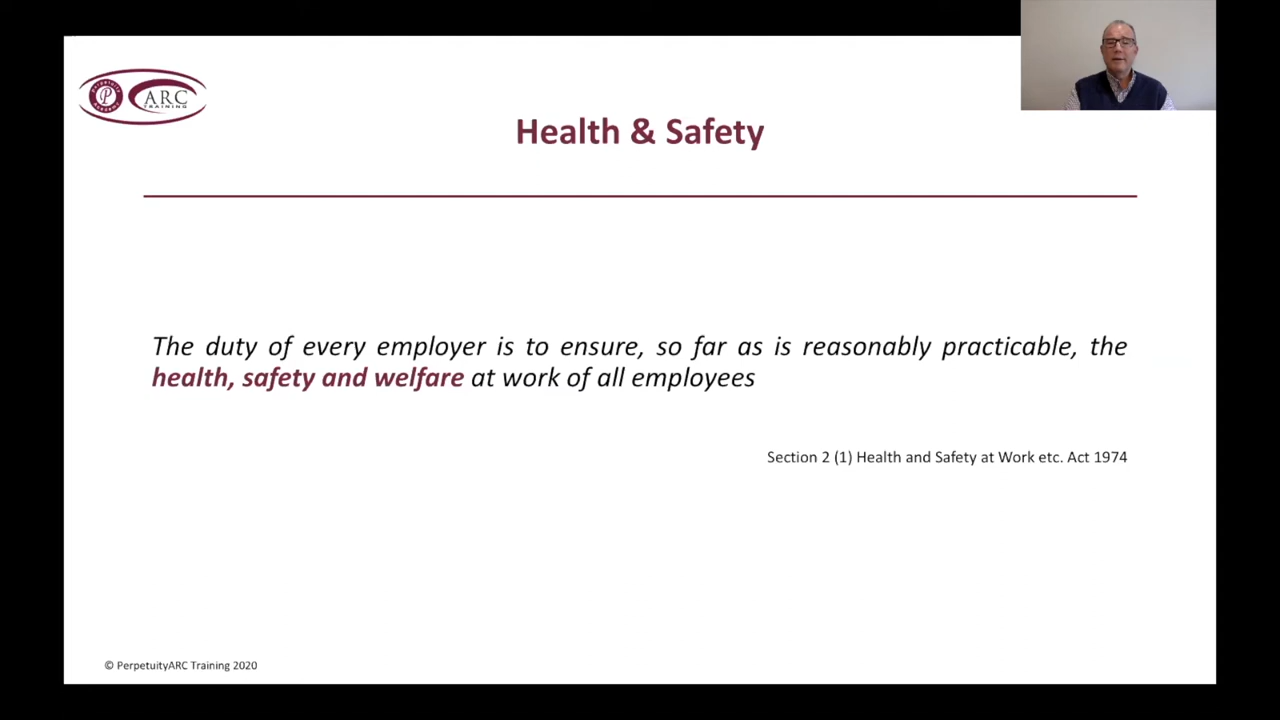 ARC
TRAINING
Health & Safety
The duty of every employer is to ensure, so far as is reasonably practicable, the
health, safety and welfare at work of all employees
Section 2 (1) Health and Safety at Work etc. Act 1974
© PerpetuityARC Training 2020